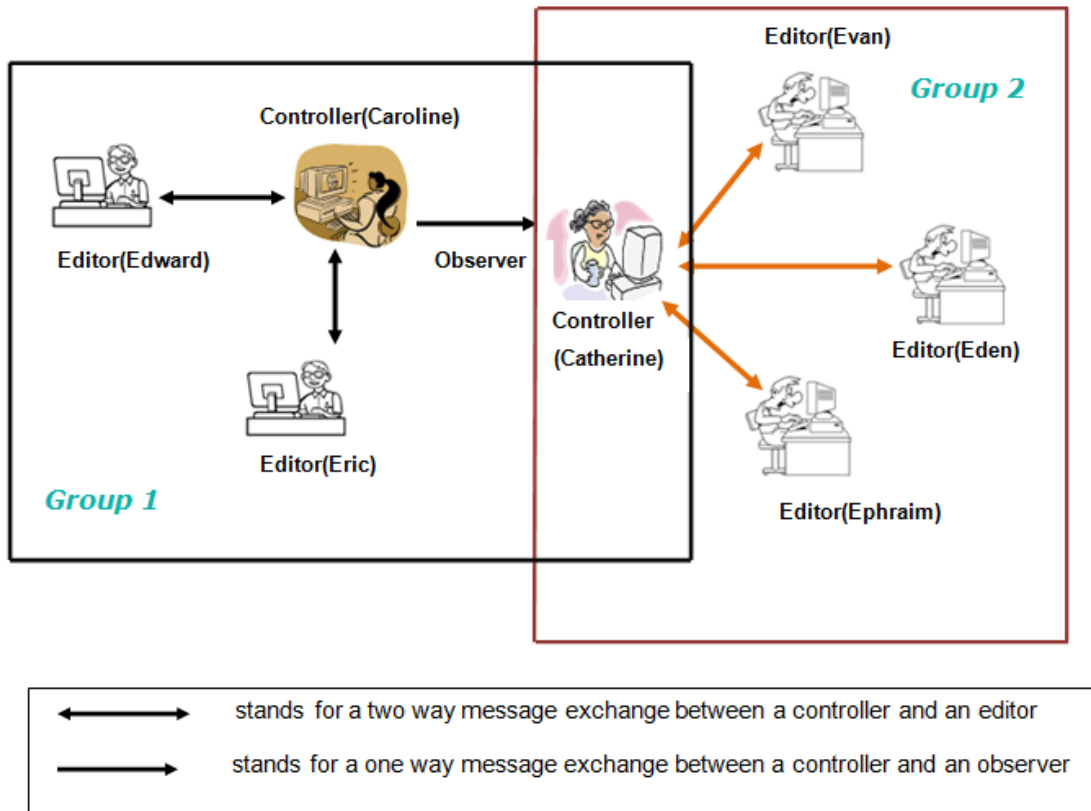 Editor(Evan)
Group 2
Controller(Caroline)
Editor(Edward)
Observer
Controller
(Catherine)
Editor(Eden)
Editor(Eric)
Group 1
Editor(Ephraim)
stands for a two way message exchange between a controller and an editor
stands for a one way message exchange between a controller and an observer